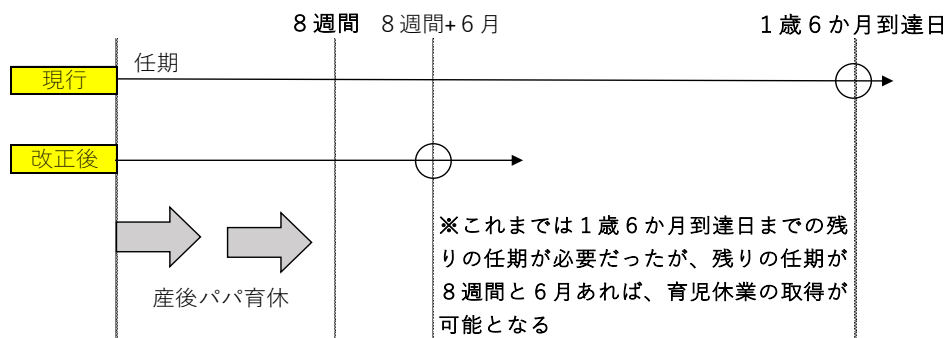 ８週間 ８週間+６月 １歳６か月到達日
任期
現行
改正後
※これまでは１歳６か月到達日までの残
りの任期が必要だったが、残りの任期が
８週間と６月あれば、育児休業の取得が
可能となる
産後パパ育休